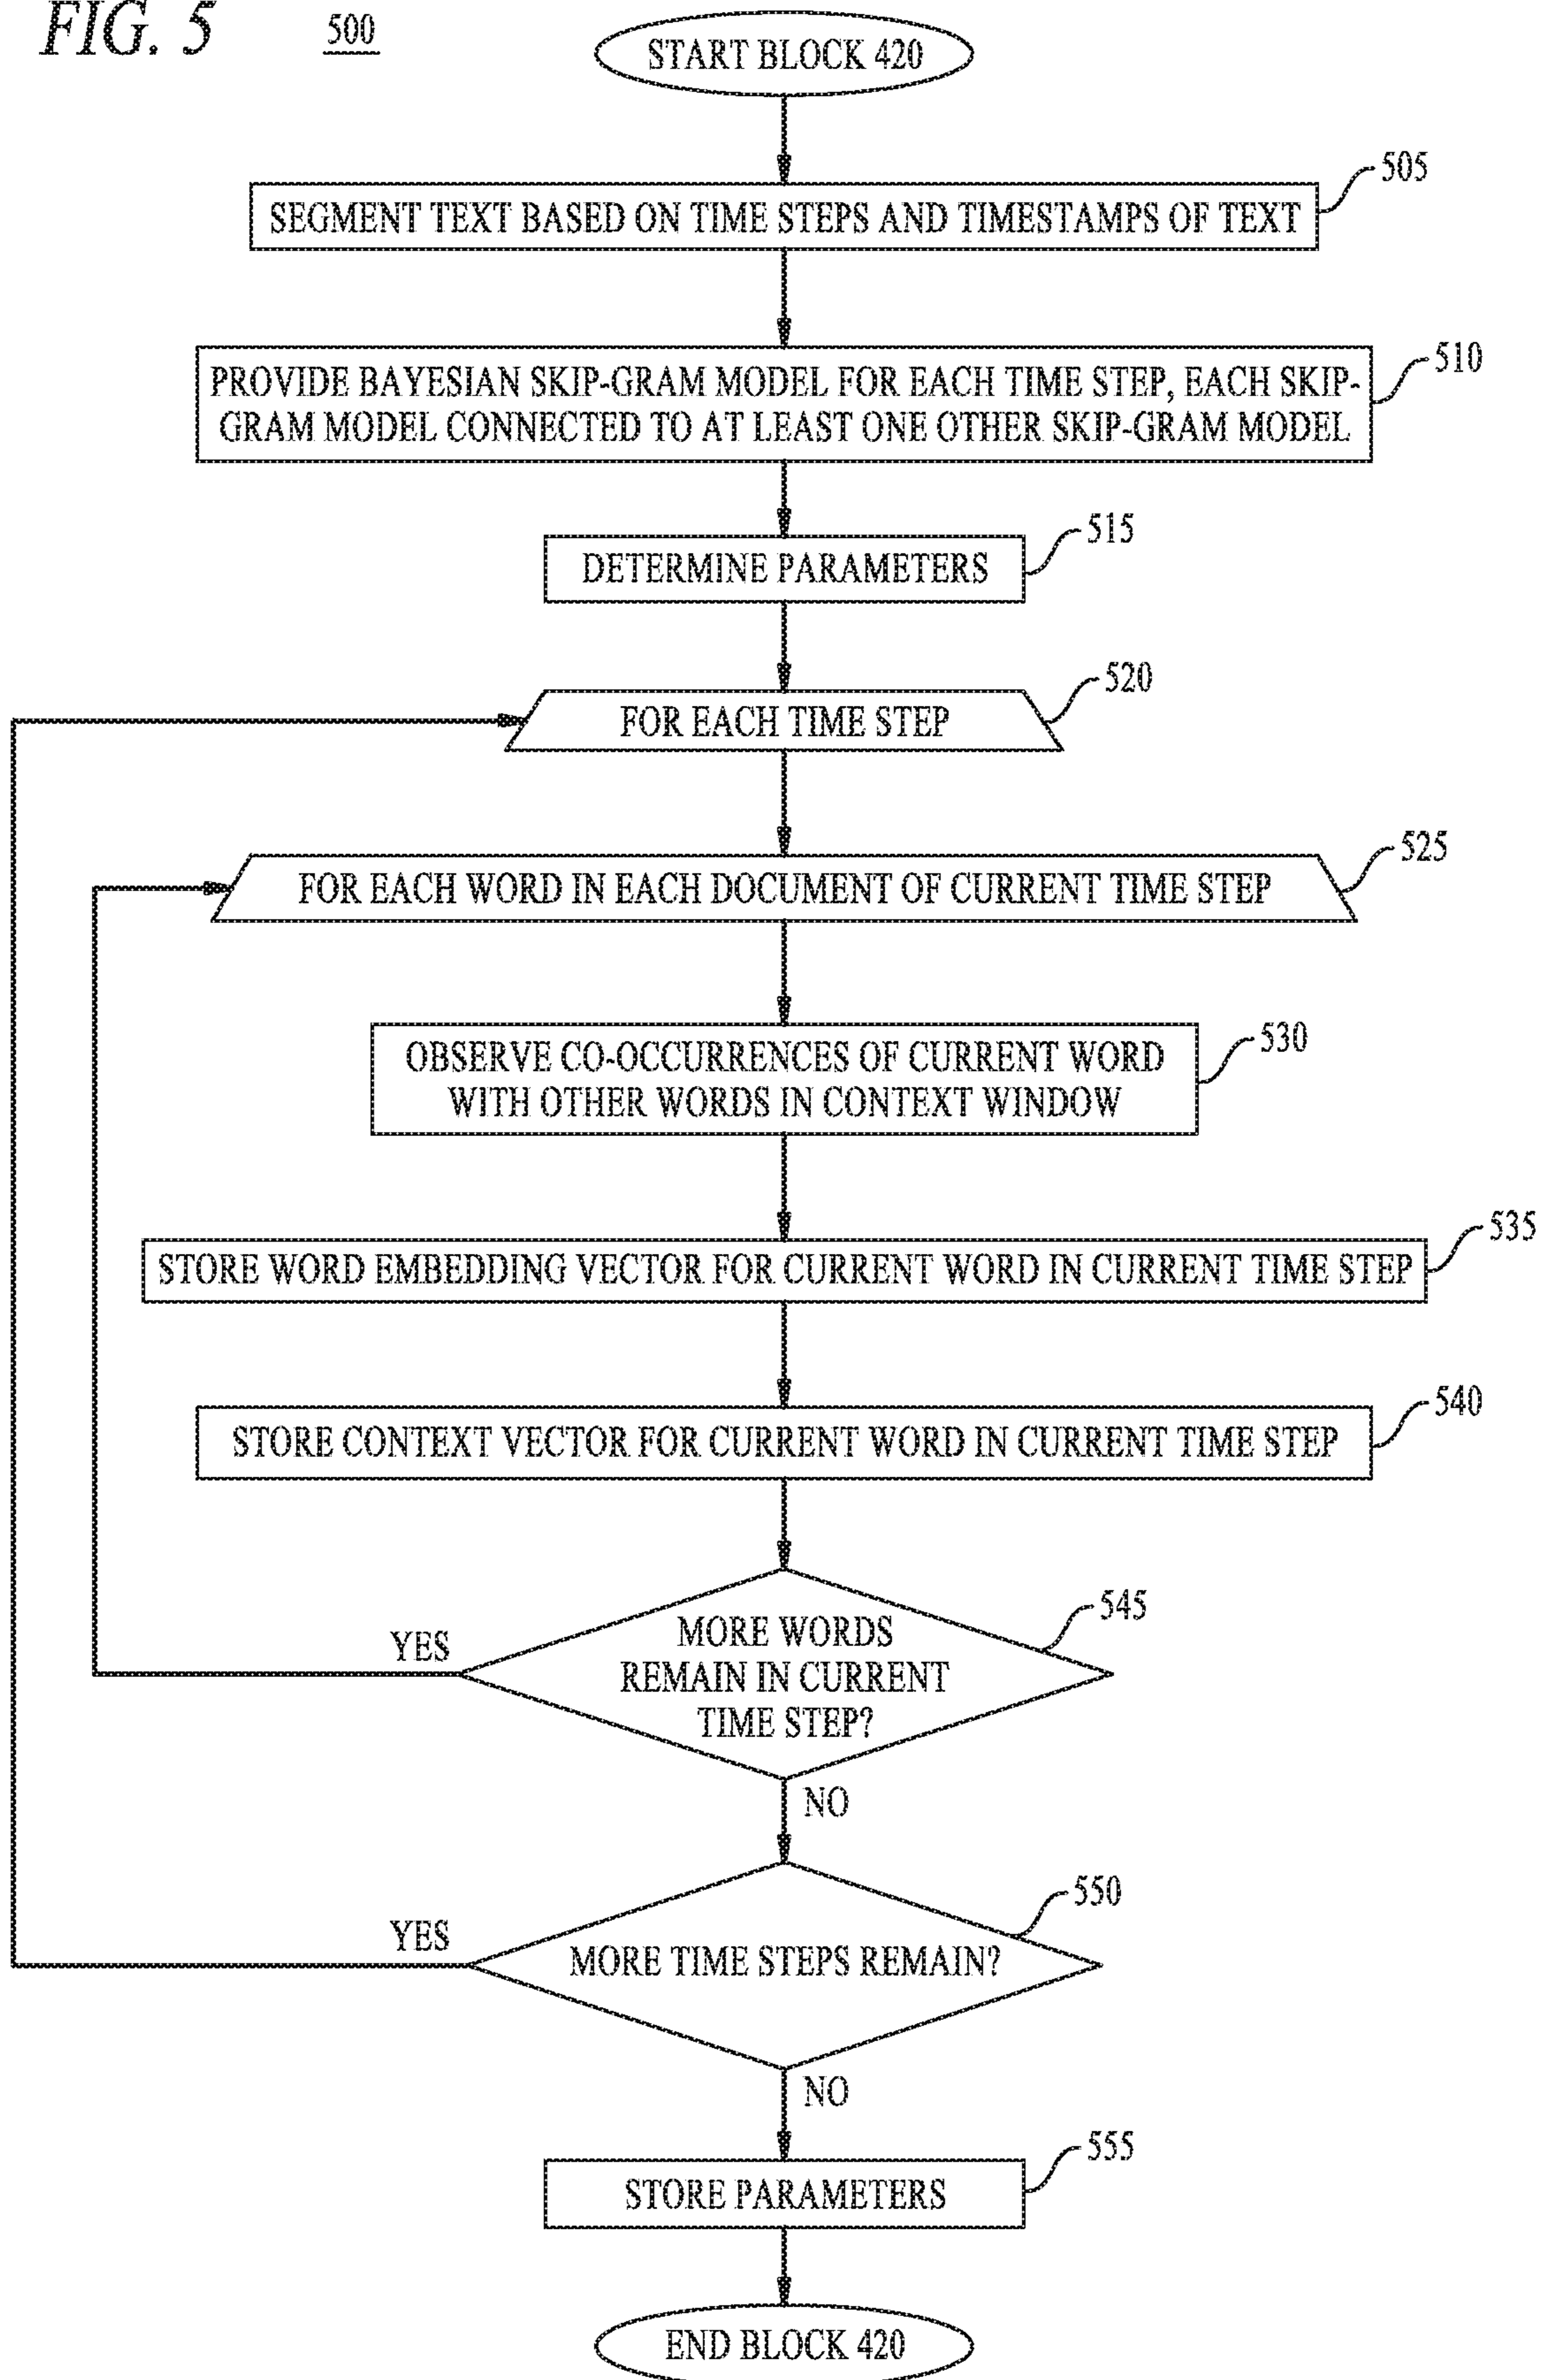 FIG. 5
500
START BLOCK 420
505
SEGMENT TEXT BASED ON TIME STEPS AND TIMESTAMPS OF TEXT
510
PROVIDE BAYESIAN SKIP-GRAM MODEL FOR EACH TIME STEP, EACH SKIP-
GRAM MODEL CONNECTED TO AT LEAST ONE OTHER SKIP-GRAM MODEL
515
DETERMINE PARAMETERS
520
FOR EACH TIME STEP
525
FOR EACH WORD IN EACH DOCUMENT OF CURRENT TIME STEP
530
OBSERVE CO-OCCURRENCES OF CURRENT WORD
WITH OTHER WORDS IN CONTEXT WINDOW
535
STORE WORD EMBEDDING VECTOR FOR CURRENT WORD IN CURRENT TIME STEP
540
STORE CONTEXT VECTOR FOR CURRENT WORD IN CURRENT TIME STEP
545
YES
MORE WORDS
REMAIN IN CURRENT
TIME STEP?
NO
550
YES
MORE TIME STEPS REMAIN?
NO
555
STORE PARAMETERS
END BLOCK 420